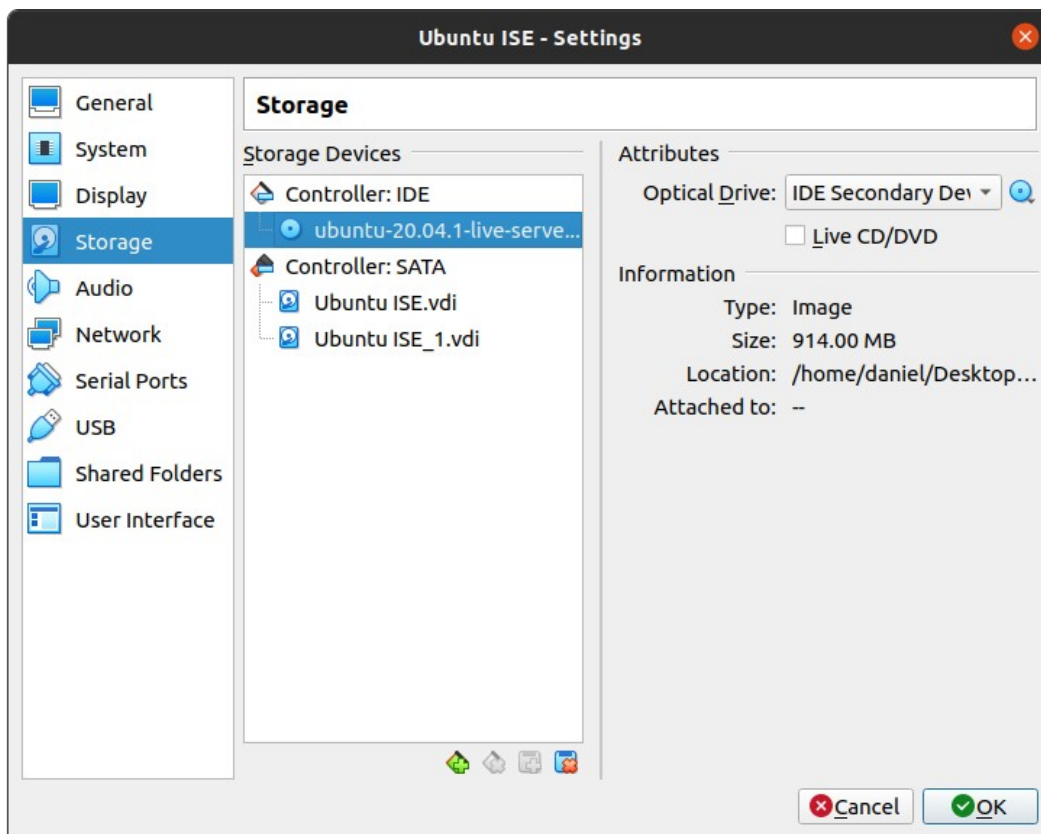 Ubuntu ISE - Settings
General
System
Display
Storage
Audio
Network
Serial Ports
USB
Shared Folders
User Interface
Storage
Storage Devices
Controller: IDE
ubuntu-20.04.1-live-serve...
Controller: SATA
Ubuntu ISE.vdi
Ubuntu ISE_1.vdi
Attributes
Optical Drive: IDE Secondary Dev
Live CD/DVD
Information
Type: Image
Size: 914.00 MB
Location: /home/daniel/Desktop...
Attached to: --
Cancel
OK